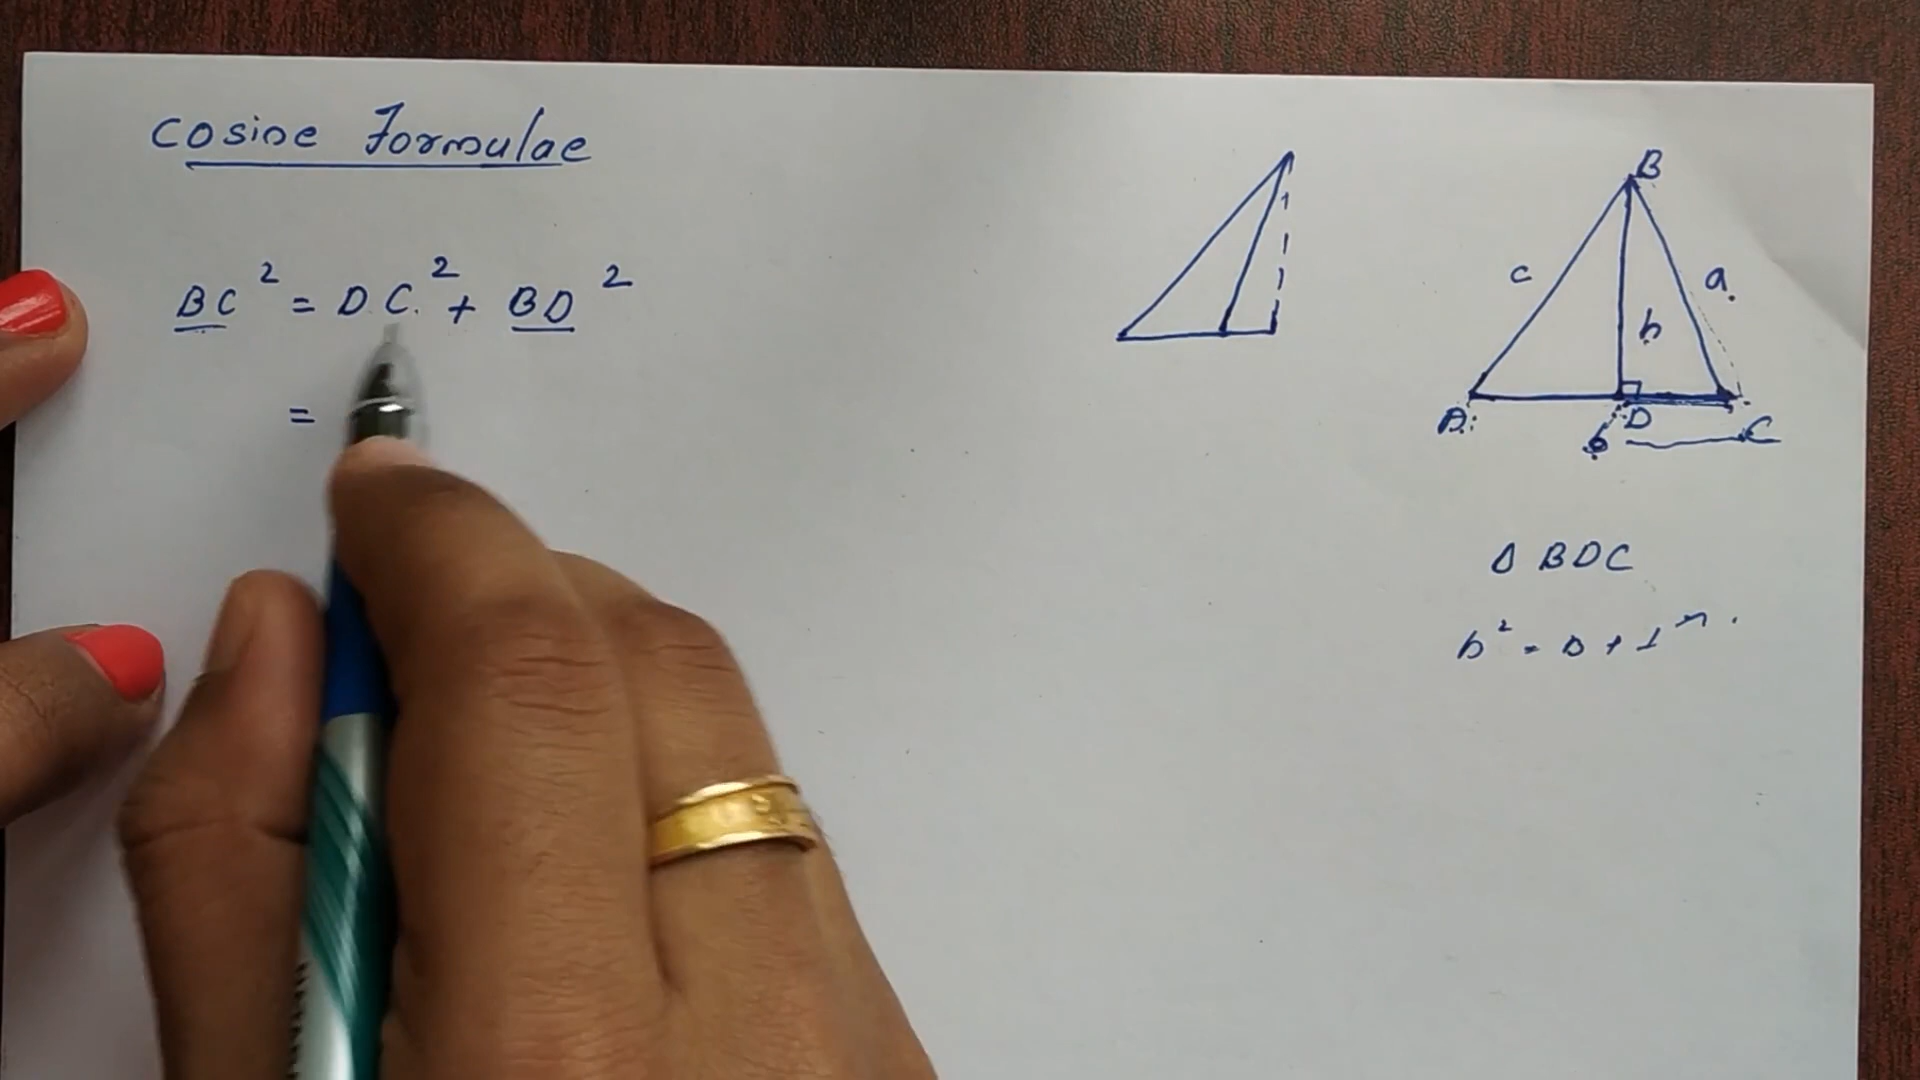 Cosine Formulae
BC² = DC² + BD²
=
B
c
a
h
A
D
C
b
Δ BDC